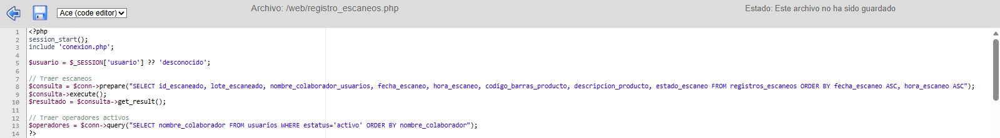 Ace (code editor)
Archivo: /web/registro_escaneos.php
Estado: Este archivo no ha sido guardado
1 <?php
2 session_start();
3 include 'conexion.php';
4
5 $usuario = $_SESSION['usuario'] ?? 'desconocido';
6
7 // Traer escaneos
8 $consulta = $conn->prepare("SELECT id_escaneado, lote_escaneado, nombre_colaborador_usuarios, fecha_escaneo, hora_escaneo, codigo_barras_producto, descripcion_producto, estado_escaneo FROM registros_escaneos ORDER BY fecha_escaneo ASC, hora_escaneo ASC");
9 $consulta->execute();
10 $resultado = $consulta->get_result();
11
12 // Traer operadores activos
13 $operadores = $conn->query("SELECT nombre_colaborador FROM usuarios WHERE estatus='activo' ORDER BY nombre_colaborador");
14 ?>